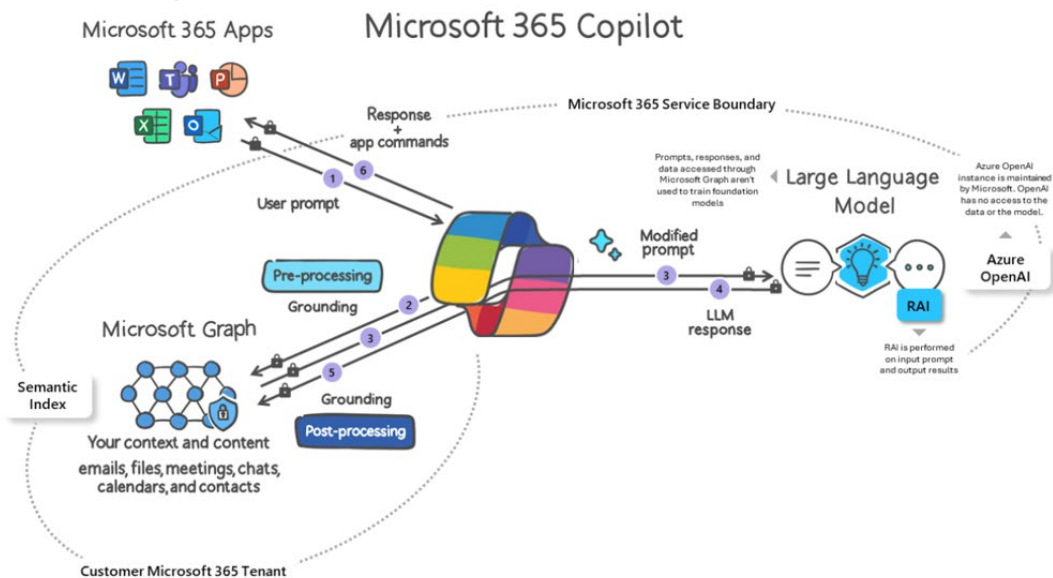 Microsoft 365 Copilot
Microsoft 365 Apps
W
T
P
X
O
Microsoft 365 Service Boundary
Response
+
app commands
6
1
User prompt
Prompts, responses, and
data accessed through
Microsoft Graph aren't
used to train foundation
models
Large Language
Model
Azure OpenAI
instance is maintained
by Microsoft. OpenAI
has no access to the
data or the model.
Azure
OpenAI
Modified
prompt
3
4
LLM
response
RAI
RAI is performed
on input prompt
and output results
Pre-processing
Grounding
2
3
5
Microsoft Graph
Grounding
Post-processing
Semantic
Index
Your context and content
emails, files, meetings, chats,
calendars, and contacts
Customer Microsoft 365 Tenant